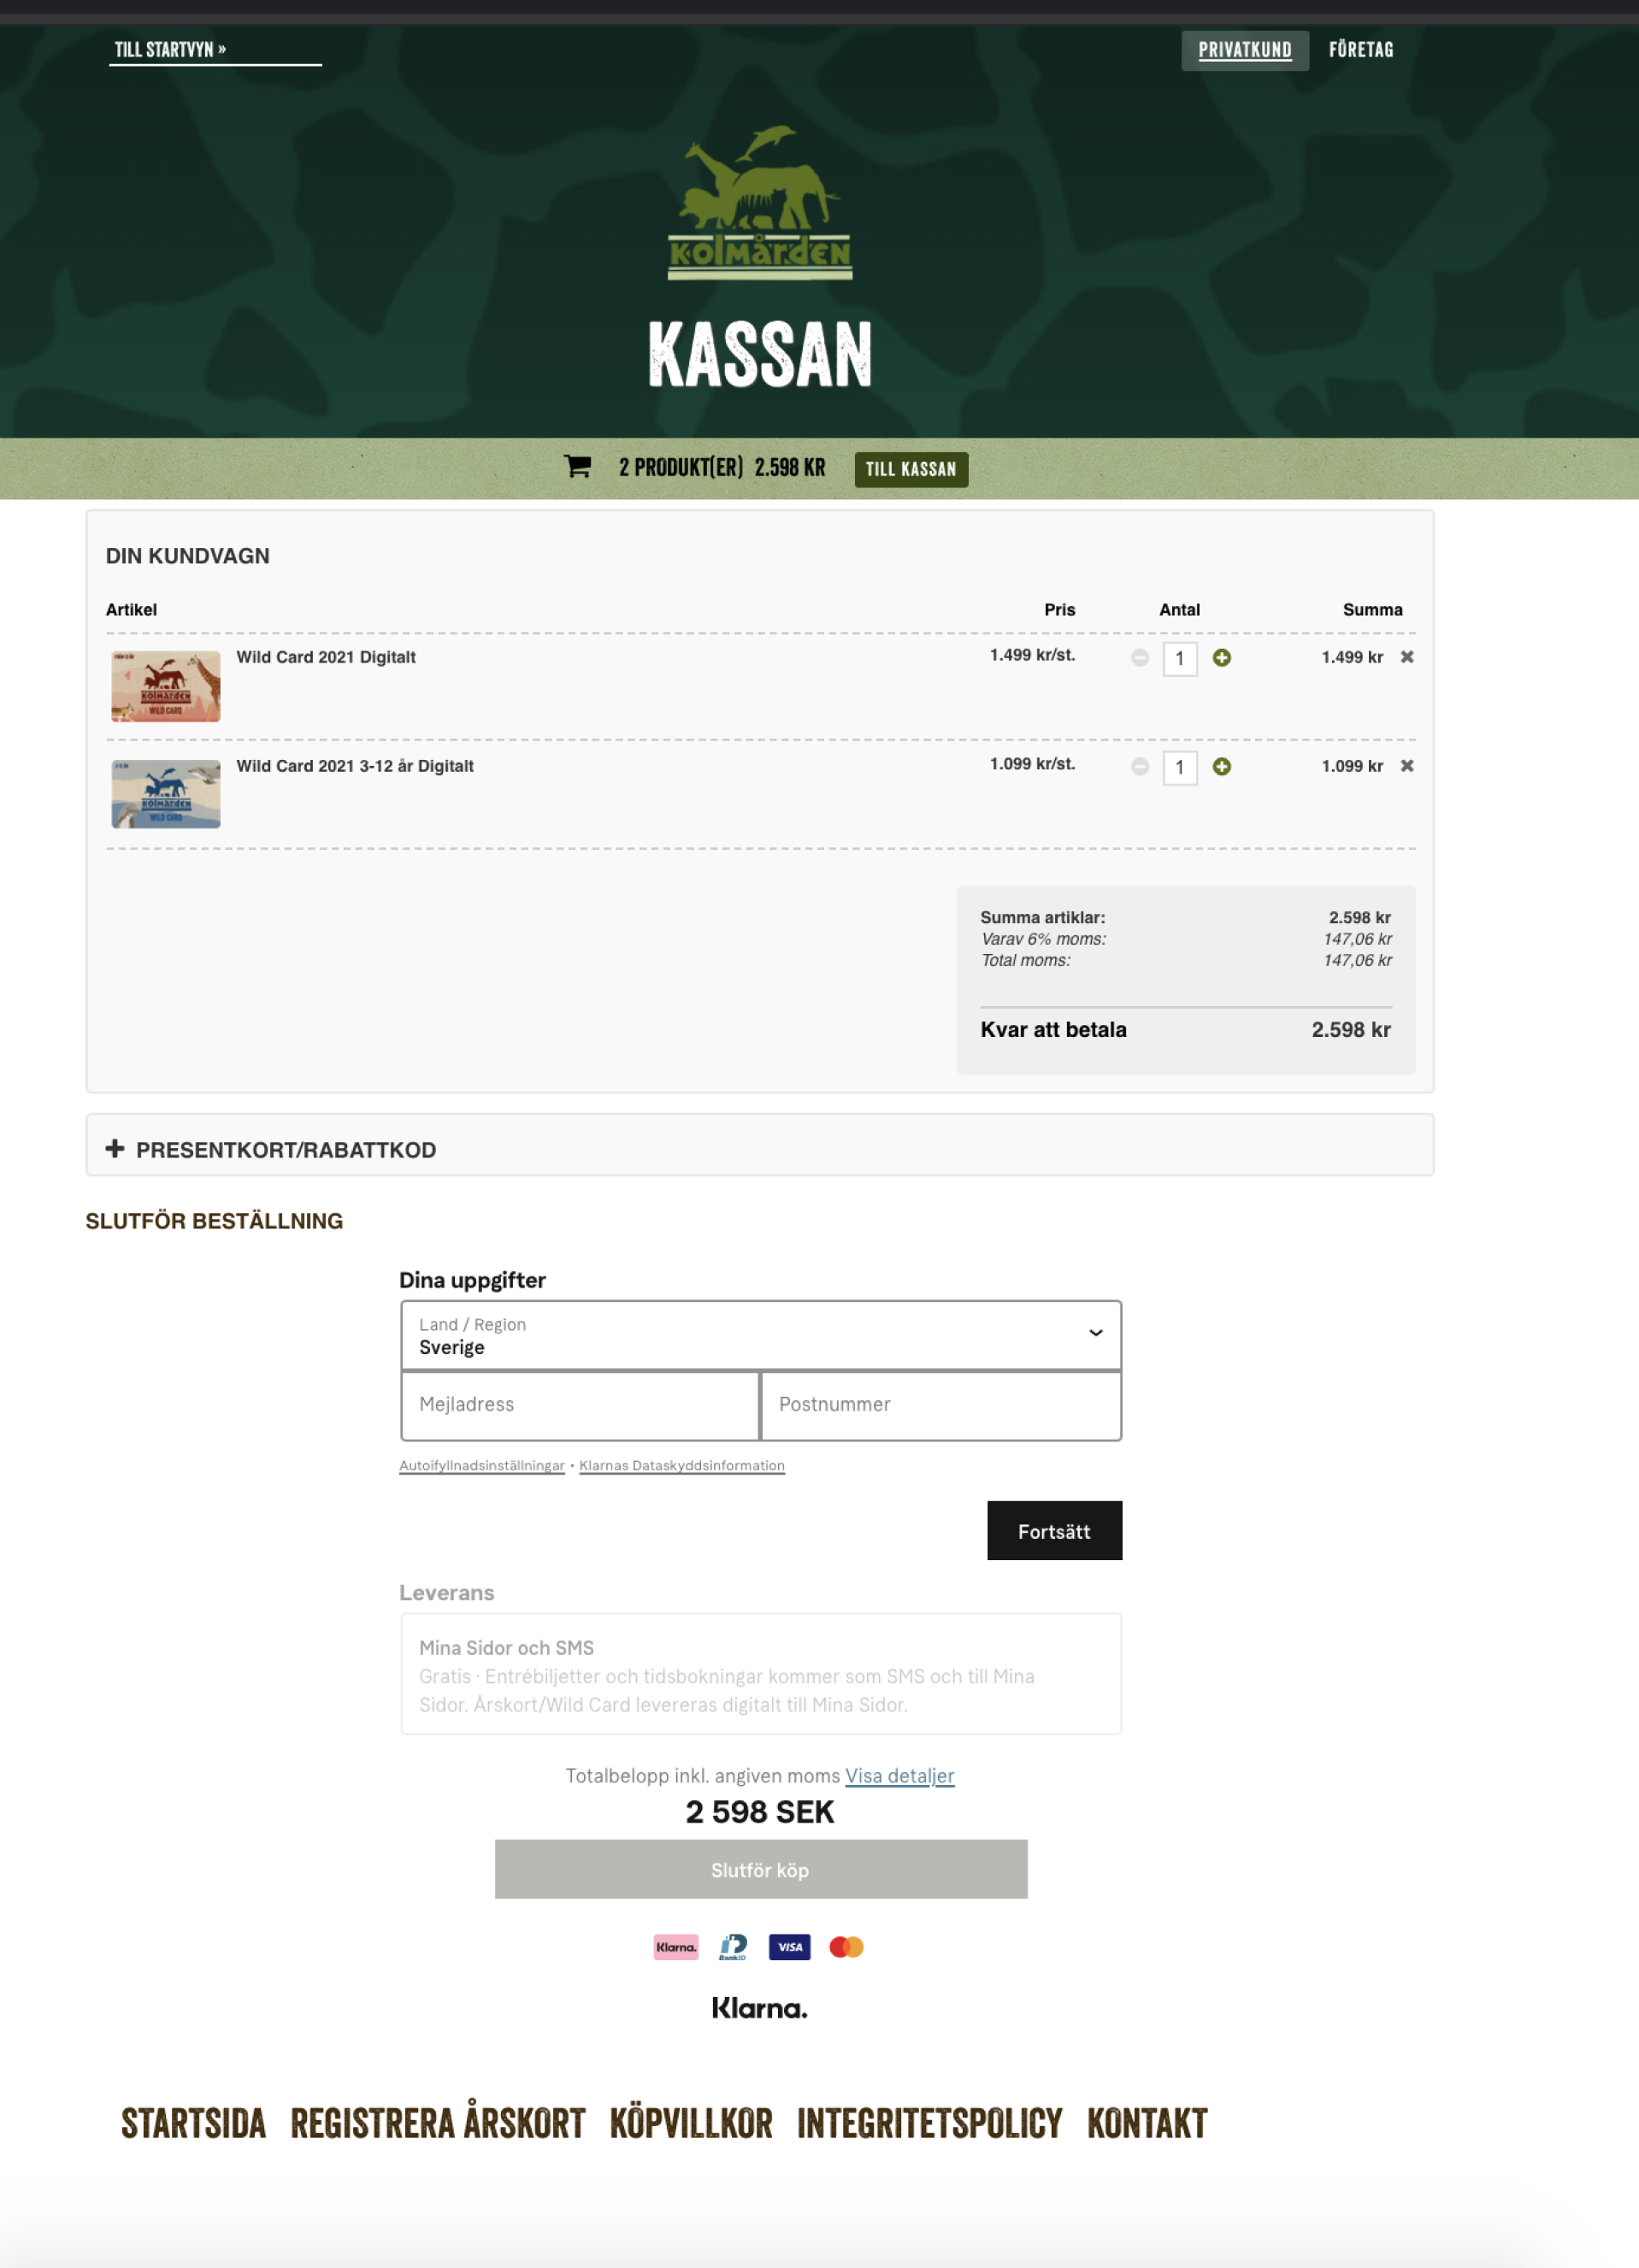 TILL STARTVYN »
PRIVATKUND FÖRETAG
KOLMÅRDEN
KASSAN
2 PRODUKT(ER) 2.598 KR TILL KASSAN
DIN KUNDVAGN
Artikel Pris Antal Summa
Wild Card 2021 Digitalt 1.499 kr/st. 1 1.499 kr
KOLMÅRDEN
WILD CARD
Wild Card 2021 3-12 år Digitalt 1.099 kr/st. 1 1.099 kr
KOLMÅRDEN
WILD CARD
Summa artiklar: 2.598 kr
Varav 6% moms: 147,06 kr
Total moms: 147,06 kr
Kvar att betala 2.598 kr
PRESENTKORT/RABATTKOD
SLUTFÖR BESTÄLLNING
Dina uppgifter
Land / Region
Sverige
Mejladress Postnummer
Autoifyllnadsinställningar • Klarnas Dataskyddsinformation
Fortsätt
Leverans
Mina Sidor och SMS
Gratis · Entrébiljetter och tidsbokningar kommer som SMS och till Mina
Sidor. Årskort/Wild Card levereras digitalt till Mina Sidor.
Totalbelopp inkl. angiven moms Visa detaljer
2 598 SEK
Slutför köp
Klarna. BankID VISA
Klarna.
STARTSIDA REGISTRERA ÅRSKORT KÖPVILLKOR INTEGRITETSPOLICY KONTAKT